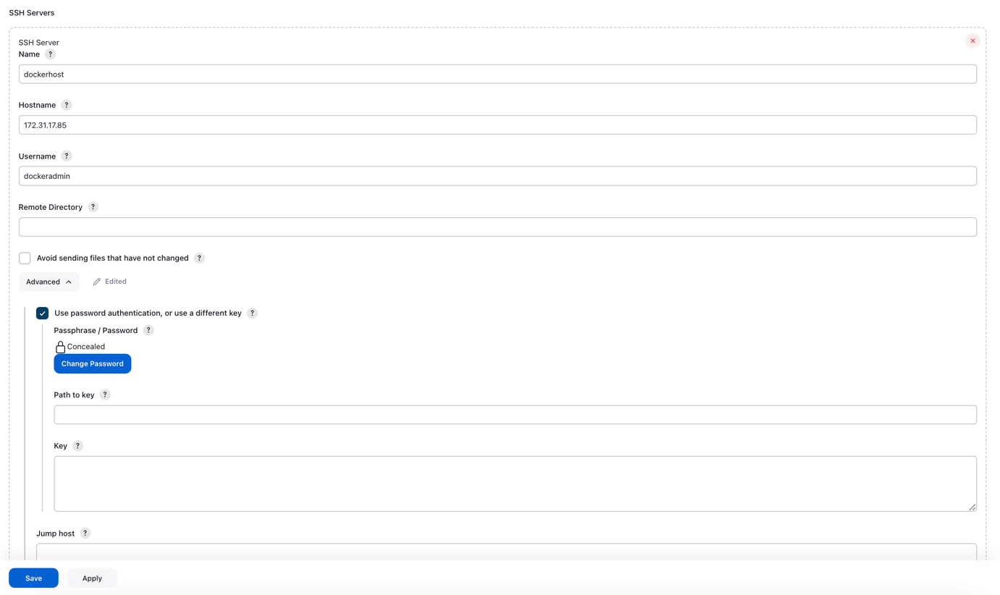 SSH Servers
SSH Server
Name ?
dockerhost
Hostname ?
172.31.17.85
Username ?
dockeradmin
Remote Directory ?
Avoid sending files that have not changed ?
Advanced Edited
Use password authentication, or use a different key ?
Passphrase / Password ?
Concealed
Change Password
Path to key ?
Key ?
Jump host ?
Save Apply